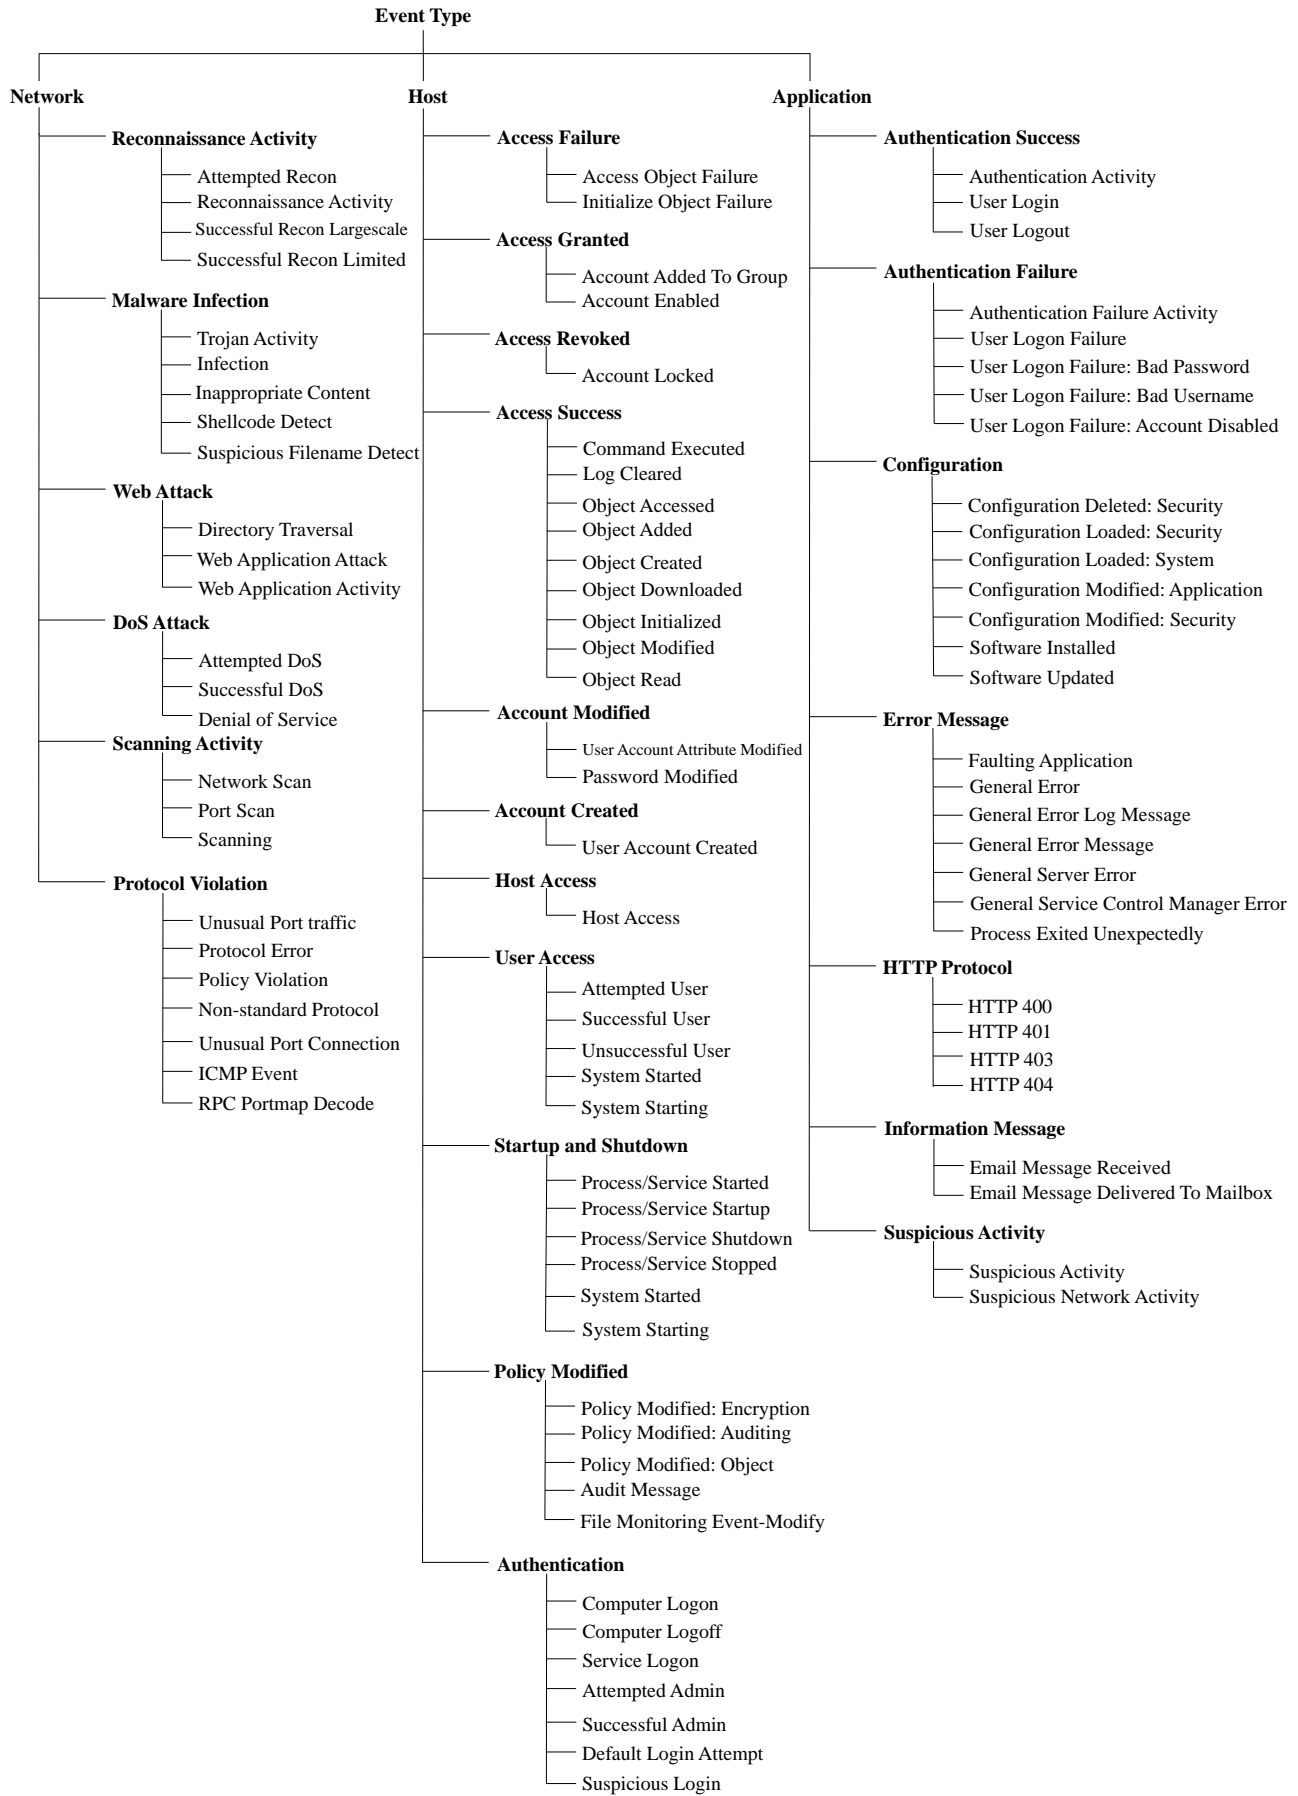 Event Type
Network
Host
Application
Reconnaissance Activity
Attempted Recon
Reconnaissance Activity
Successful Recon Largescale
Successful Recon Limited
Malware Infection
Trojan Activity
Infection
Inappropriate Content
Shellcode Detect
Suspicious Filename Detect
Web Attack
Directory Traversal
Web Application Attack
Web Application Activity
DoS Attack
Attempted DoS
Successful DoS
Denial of Service
Scanning Activity
Network Scan
Port Scan
Scanning
Protocol Violation
Unusual Port traffic
Protocol Error
Policy Violation
Non-standard Protocol
Unusual Port Connection
ICMP Event
RPC Portmap Decode
Access Failure
Access Object Failure
Initialize Object Failure
Access Granted
Account Added To Group
Account Enabled
Access Revoked
Account Locked
Access Success
Command Executed
Log Cleared
Object Accessed
Object Added
Object Created
Object Downloaded
Object Initialized
Object Modified
Object Read
Account Modified
User Account Attribute Modified
Password Modified
Account Created
User Account Created
Host Access
Host Access
User Access
Attempted User
Successful User
Unsuccessful User
System Started
System Starting
Startup and Shutdown
Process/Service Started
Process/Service Startup
Process/Service Shutdown
Process/Service Stopped
System Started
System Starting
Policy Modified
Policy Modified: Encryption
Policy Modified: Auditing
Policy Modified: Object
Audit Message
File Monitoring Event-Modify
Authentication
Computer Logon
Computer Logoff
Service Logon
Attempted Admin
Successful Admin
Default Login Attempt
Suspicious Login
Authentication Success
Authentication Activity
User Login
User Logout
Authentication Failure
Authentication Failure Activity
User Logon Failure
User Logon Failure: Bad Password
User Logon Failure: Bad Username
User Logon Failure: Account Disabled
Configuration
Configuration Deleted: Security
Configuration Loaded: Security
Configuration Loaded: System
Configuration Modified: Application
Configuration Modified: Security
Software Installed
Software Updated
Error Message
Faulting Application
General Error
General Error Log Message
General Error Message
General Server Error
General Service Control Manager Error
Process Exited Unexpectedly
HTTP Protocol
HTTP 400
HTTP 401
HTTP 403
HTTP 404
Information Message
Email Message Received
Email Message Delivered To Mailbox
Suspicious Activity
Suspicious Activity
Suspicious Network Activity